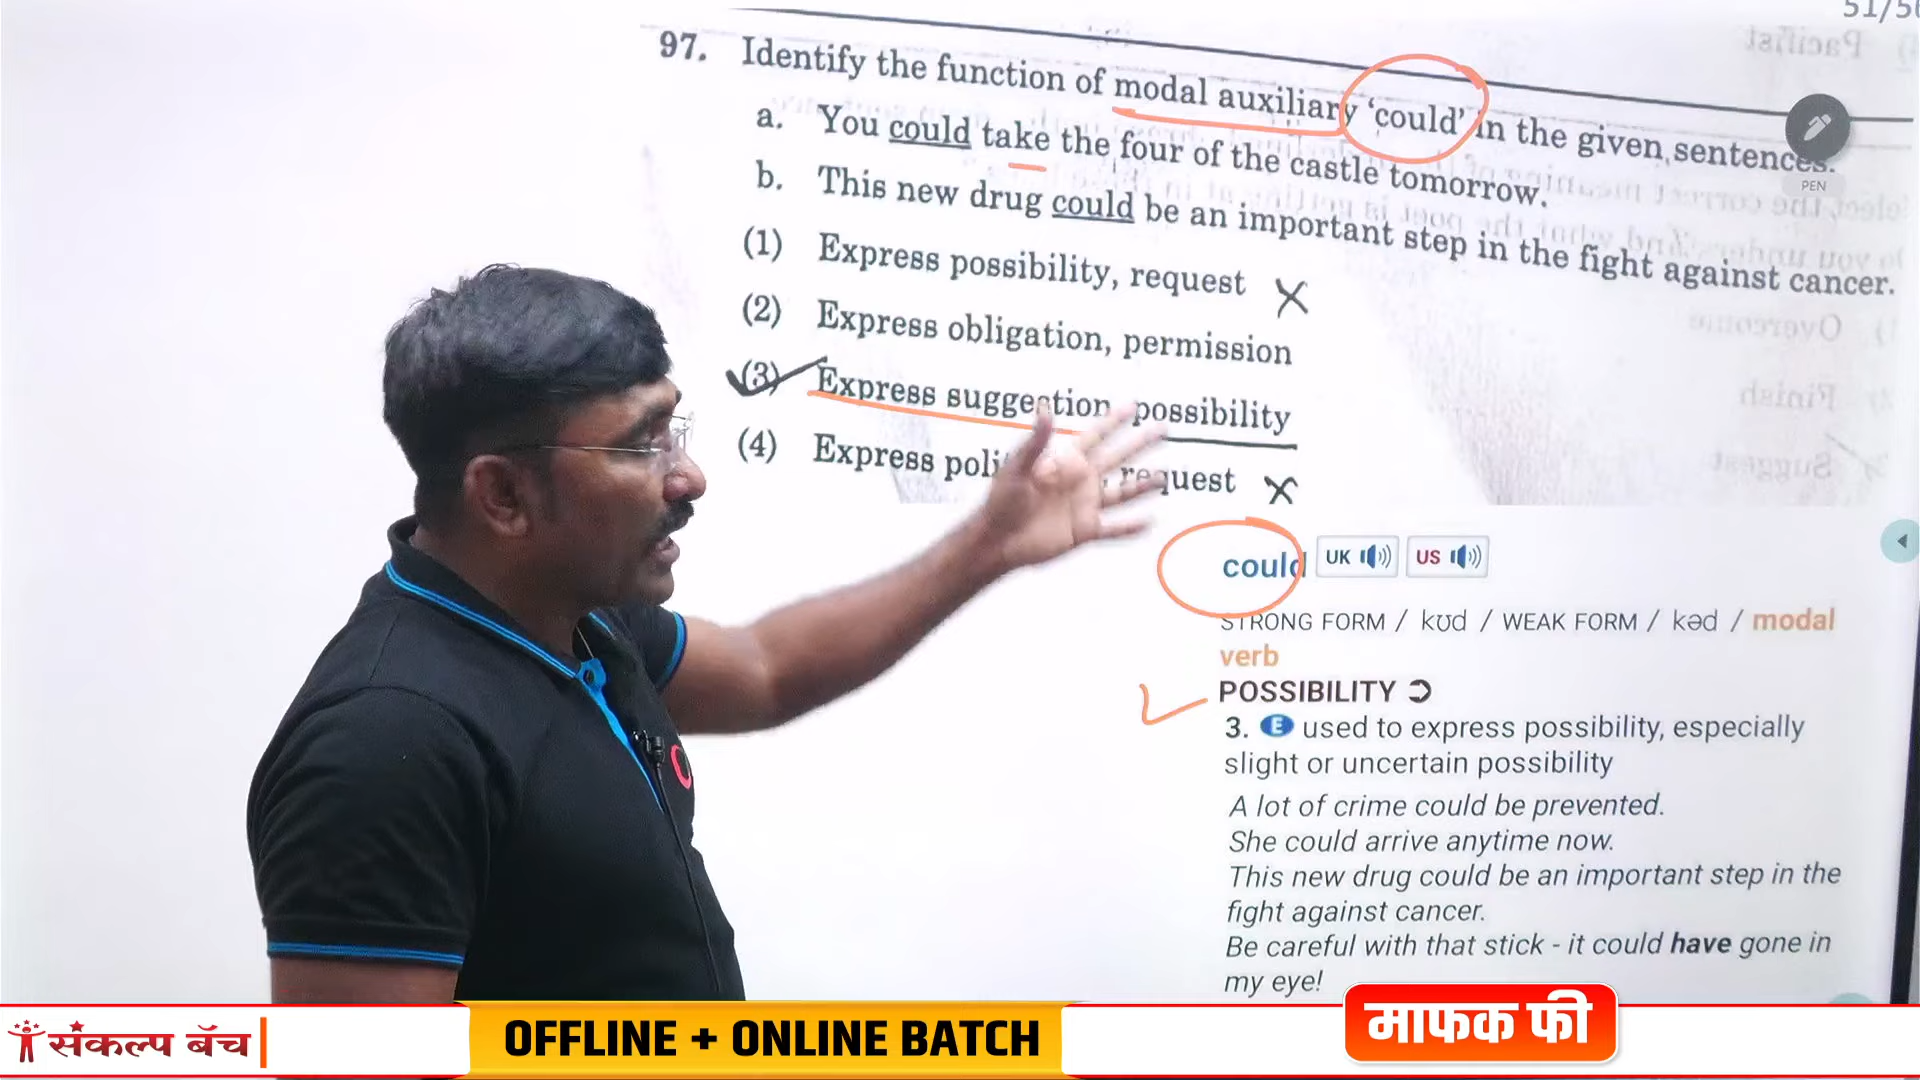 51/5
97. Identify the function of modal auxiliary ‘could’ in the given sentences.
a. You could take the four of the castle tomorrow.
b. This new drug could be an important step in the fight against cancer.
(1) Express possibility, request
(2) Express obligation, permission
(3) Express suggestion, possibility
(4) Express request
PEN
could UK US
STRONG FORM / kʊd / WEAK FORM / kəd / modal
verb
POSSIBILITY
3. E used to express possibility, especially
slight or uncertain possibility
A lot of crime could be prevented.
She could arrive anytime now.
This new drug could be an important step in the
fight against cancer.
Be careful with that stick - it could have gone in
my eye!
संकल्प बॅच
OFFLINE + ONLINE BATCH
माफक फी